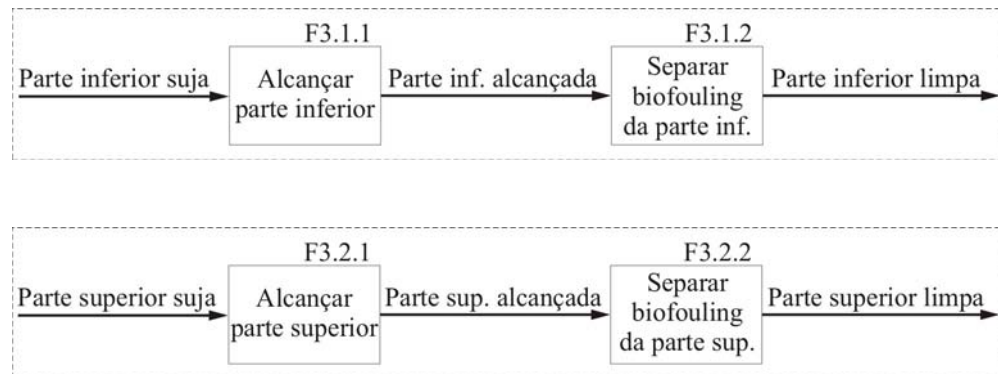 F3.1.1 F3.1.2
Parte inferior suja
Alcançar
parte inferior
Parte inf. alcançada
Separar
biofouling
da parte inf.
Parte inferior limpa
F3.2.1 F3.2.2
Parte superior suja
Alcançar
parte superior
Parte sup. alcançada
Separar
biofouling
da parte sup.
Parte superior limpa